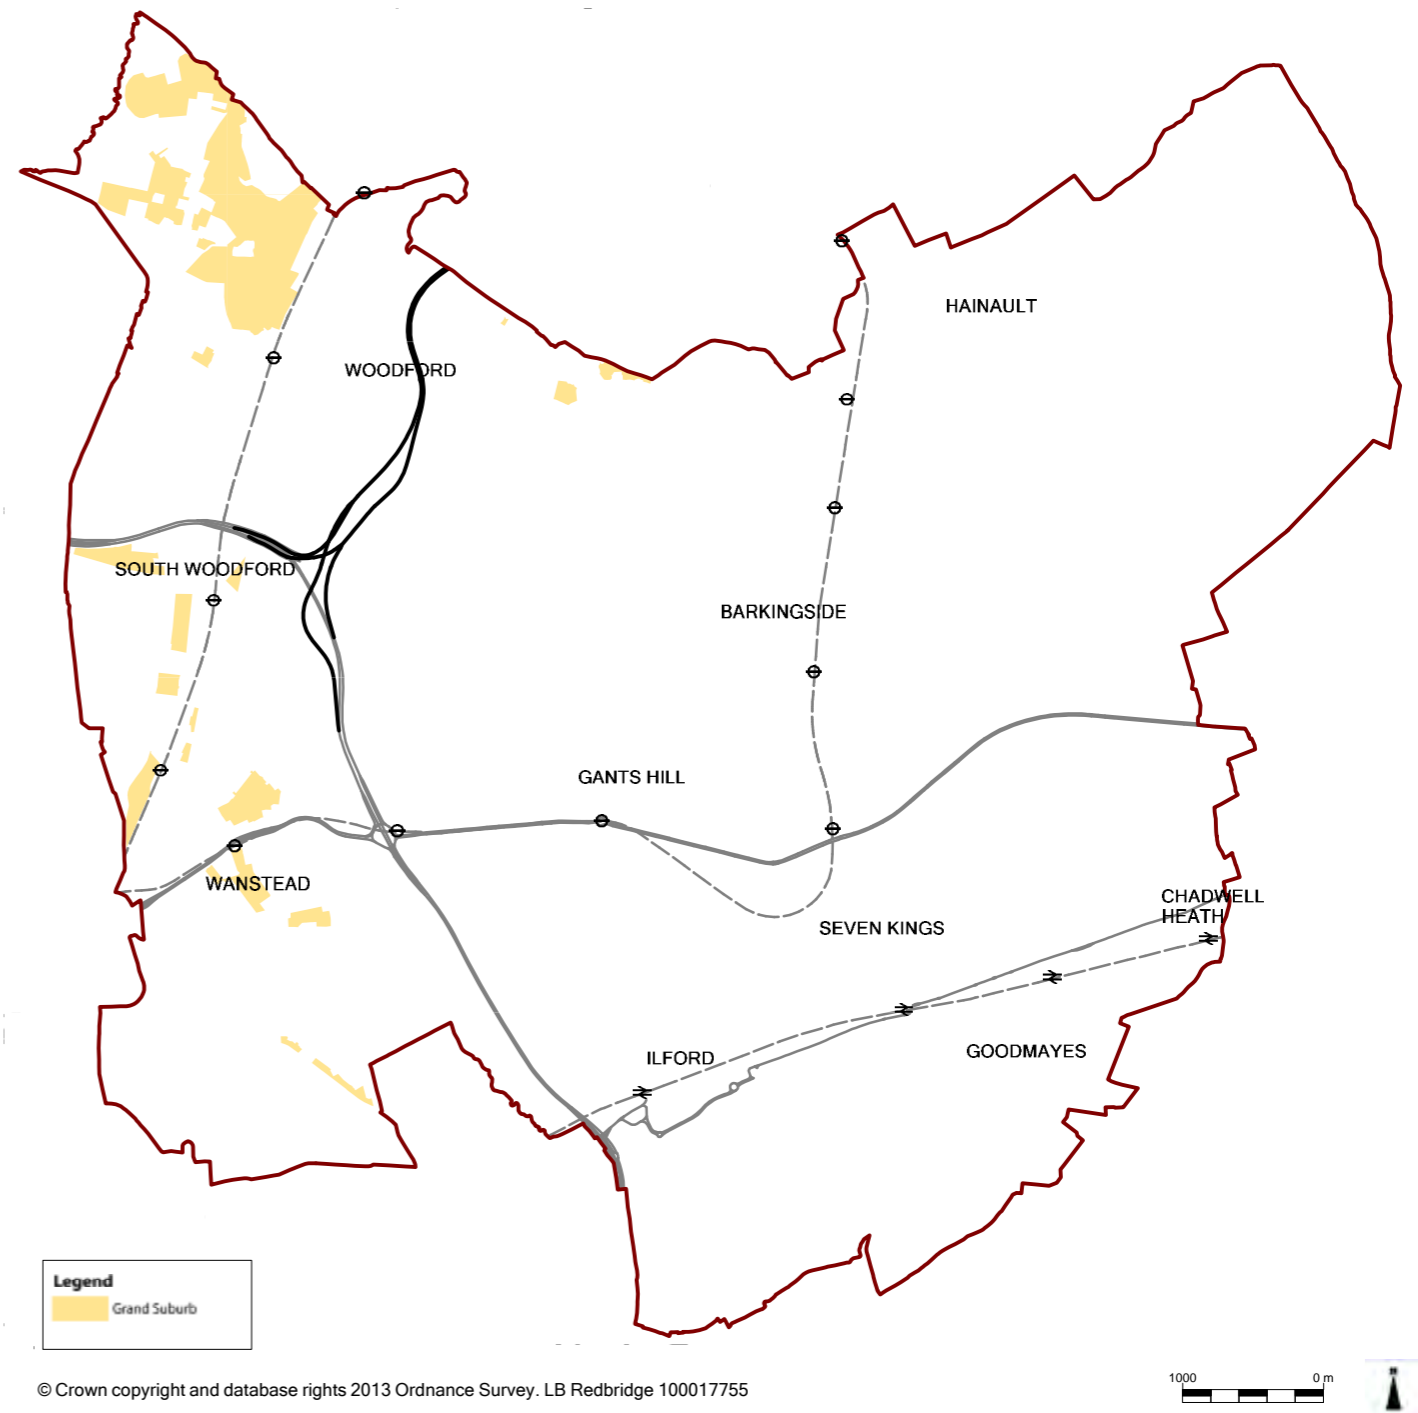 HAINAULT
WOODFORD
SOUTH WOODFORD
BARKINGSIDE
GANTS HILL
WANSTEAD
CHADWELL
HEATH
SEVEN KINGS
ILFORD
GOODMAYES
Legend
Grand Suburb
© Crown copyright and database rights 2013 Ordnance Survey. LB Redbridge 100017755
1000 0 m